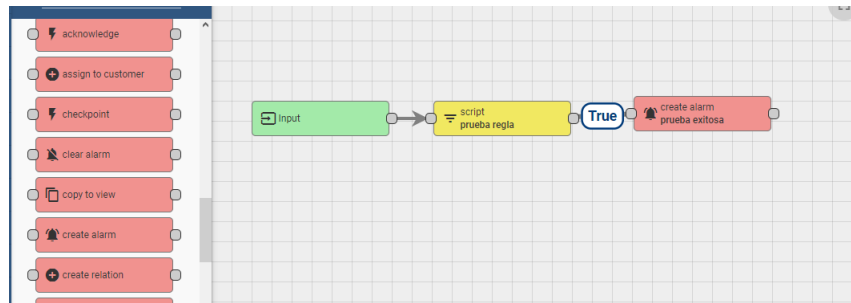 acknowledge
assign to customer
checkpoint
clear alarm
copy to view
create alarm
create relation
Input
script
prueba regla
True
create alarm
prueba exitosa